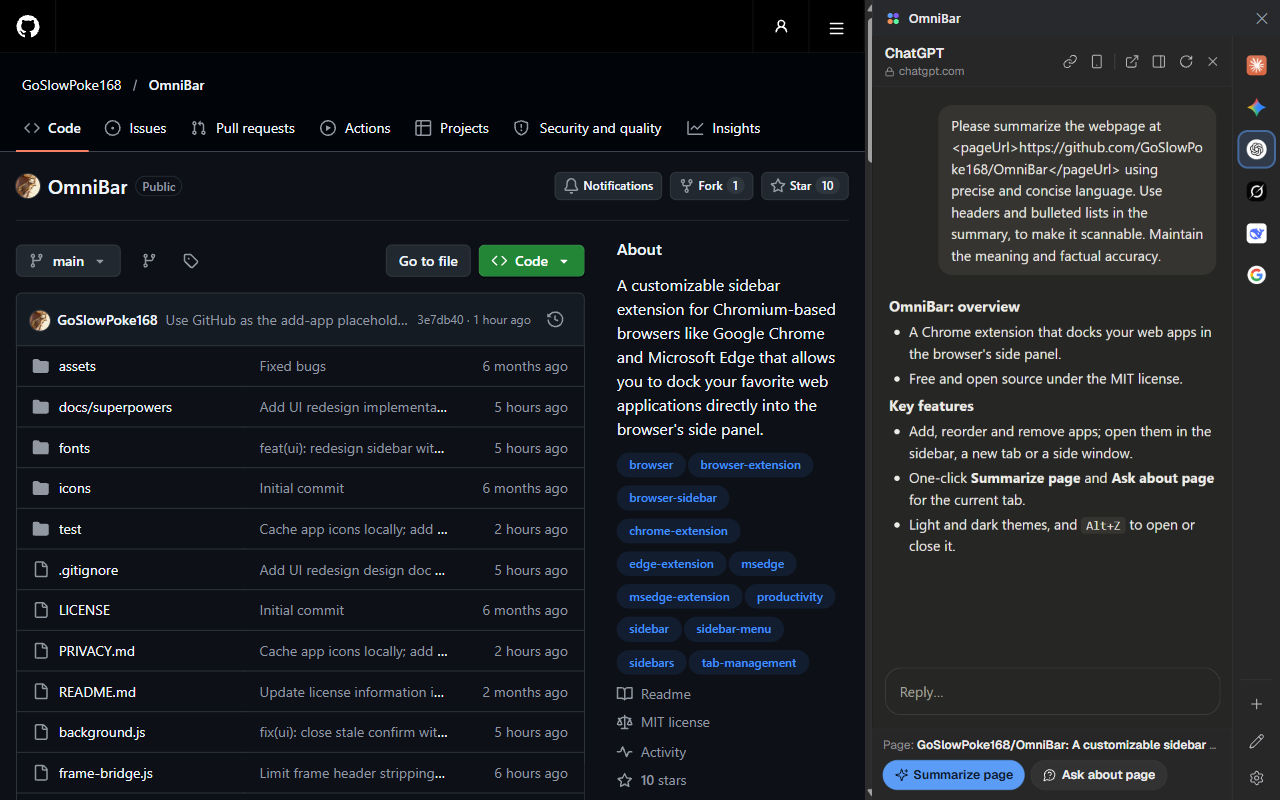 GoSlowPoke168 / OmniBar
Code Issues Pull requests Actions Projects Security and quality Insights
OmniBar Public
Notifications Fork 1 Star 10
main Go to file Code
GoSlowPoke168 Use GitHub as the add-app placehold... 3e7db40 · 1 hour ago
assets Fixed bugs 6 months ago
docs/superpowers Add UI redesign implementa... 5 hours ago
fonts feat(ui): redesign sidebar wit... 5 hours ago
icons Initial commit 6 months ago
test Cache app icons locally; add ... 2 hours ago
.gitignore Add UI redesign design doc ... 5 hours ago
LICENSE Initial commit 6 months ago
PRIVACY.md Cache app icons locally; add ... 2 hours ago
README.md Update license information i... 2 months ago
background.js fix(ui): close stale confirm wit... 5 hours ago
frame-bridge.js Limit frame header stripping... 6 hours ago
About
A customizable sidebar
extension for Chromium-based
browsers like Google Chrome
and Microsoft Edge that allows
you to dock your favorite web
applications directly into the
browser's side panel.
browser browser-extension
browser-sidebar
chrome-extension
edge-extension msedge
msedge-extension productivity
sidebar sidebar-menu
sidebars tab-management
Readme
MIT license
Activity
10 stars
OmniBar
ChatGPT
chatgpt.com
Please summarize the webpage at
<pageUrl>https://github.com/GoSlowPo
ke168/OmniBar</pageUrl> using
precise and concise language. Use
headers and bulleted lists in the
summary, to make it scannable. Maintain
the meaning and factual accuracy.
OmniBar: overview
• A Chrome extension that docks your web apps in
the browser's side panel.
• Free and open source under the MIT license.
Key features
• Add, reorder and remove apps; open them in the
sidebar, a new tab or a side window.
• One-click Summarize page and Ask about page
for the current tab.
• Light and dark themes, and Alt+Z to open or
close it.
Reply...
Page: GoSlowPoke168/OmniBar: A customizable sidebar ...
Summarize page Ask about page